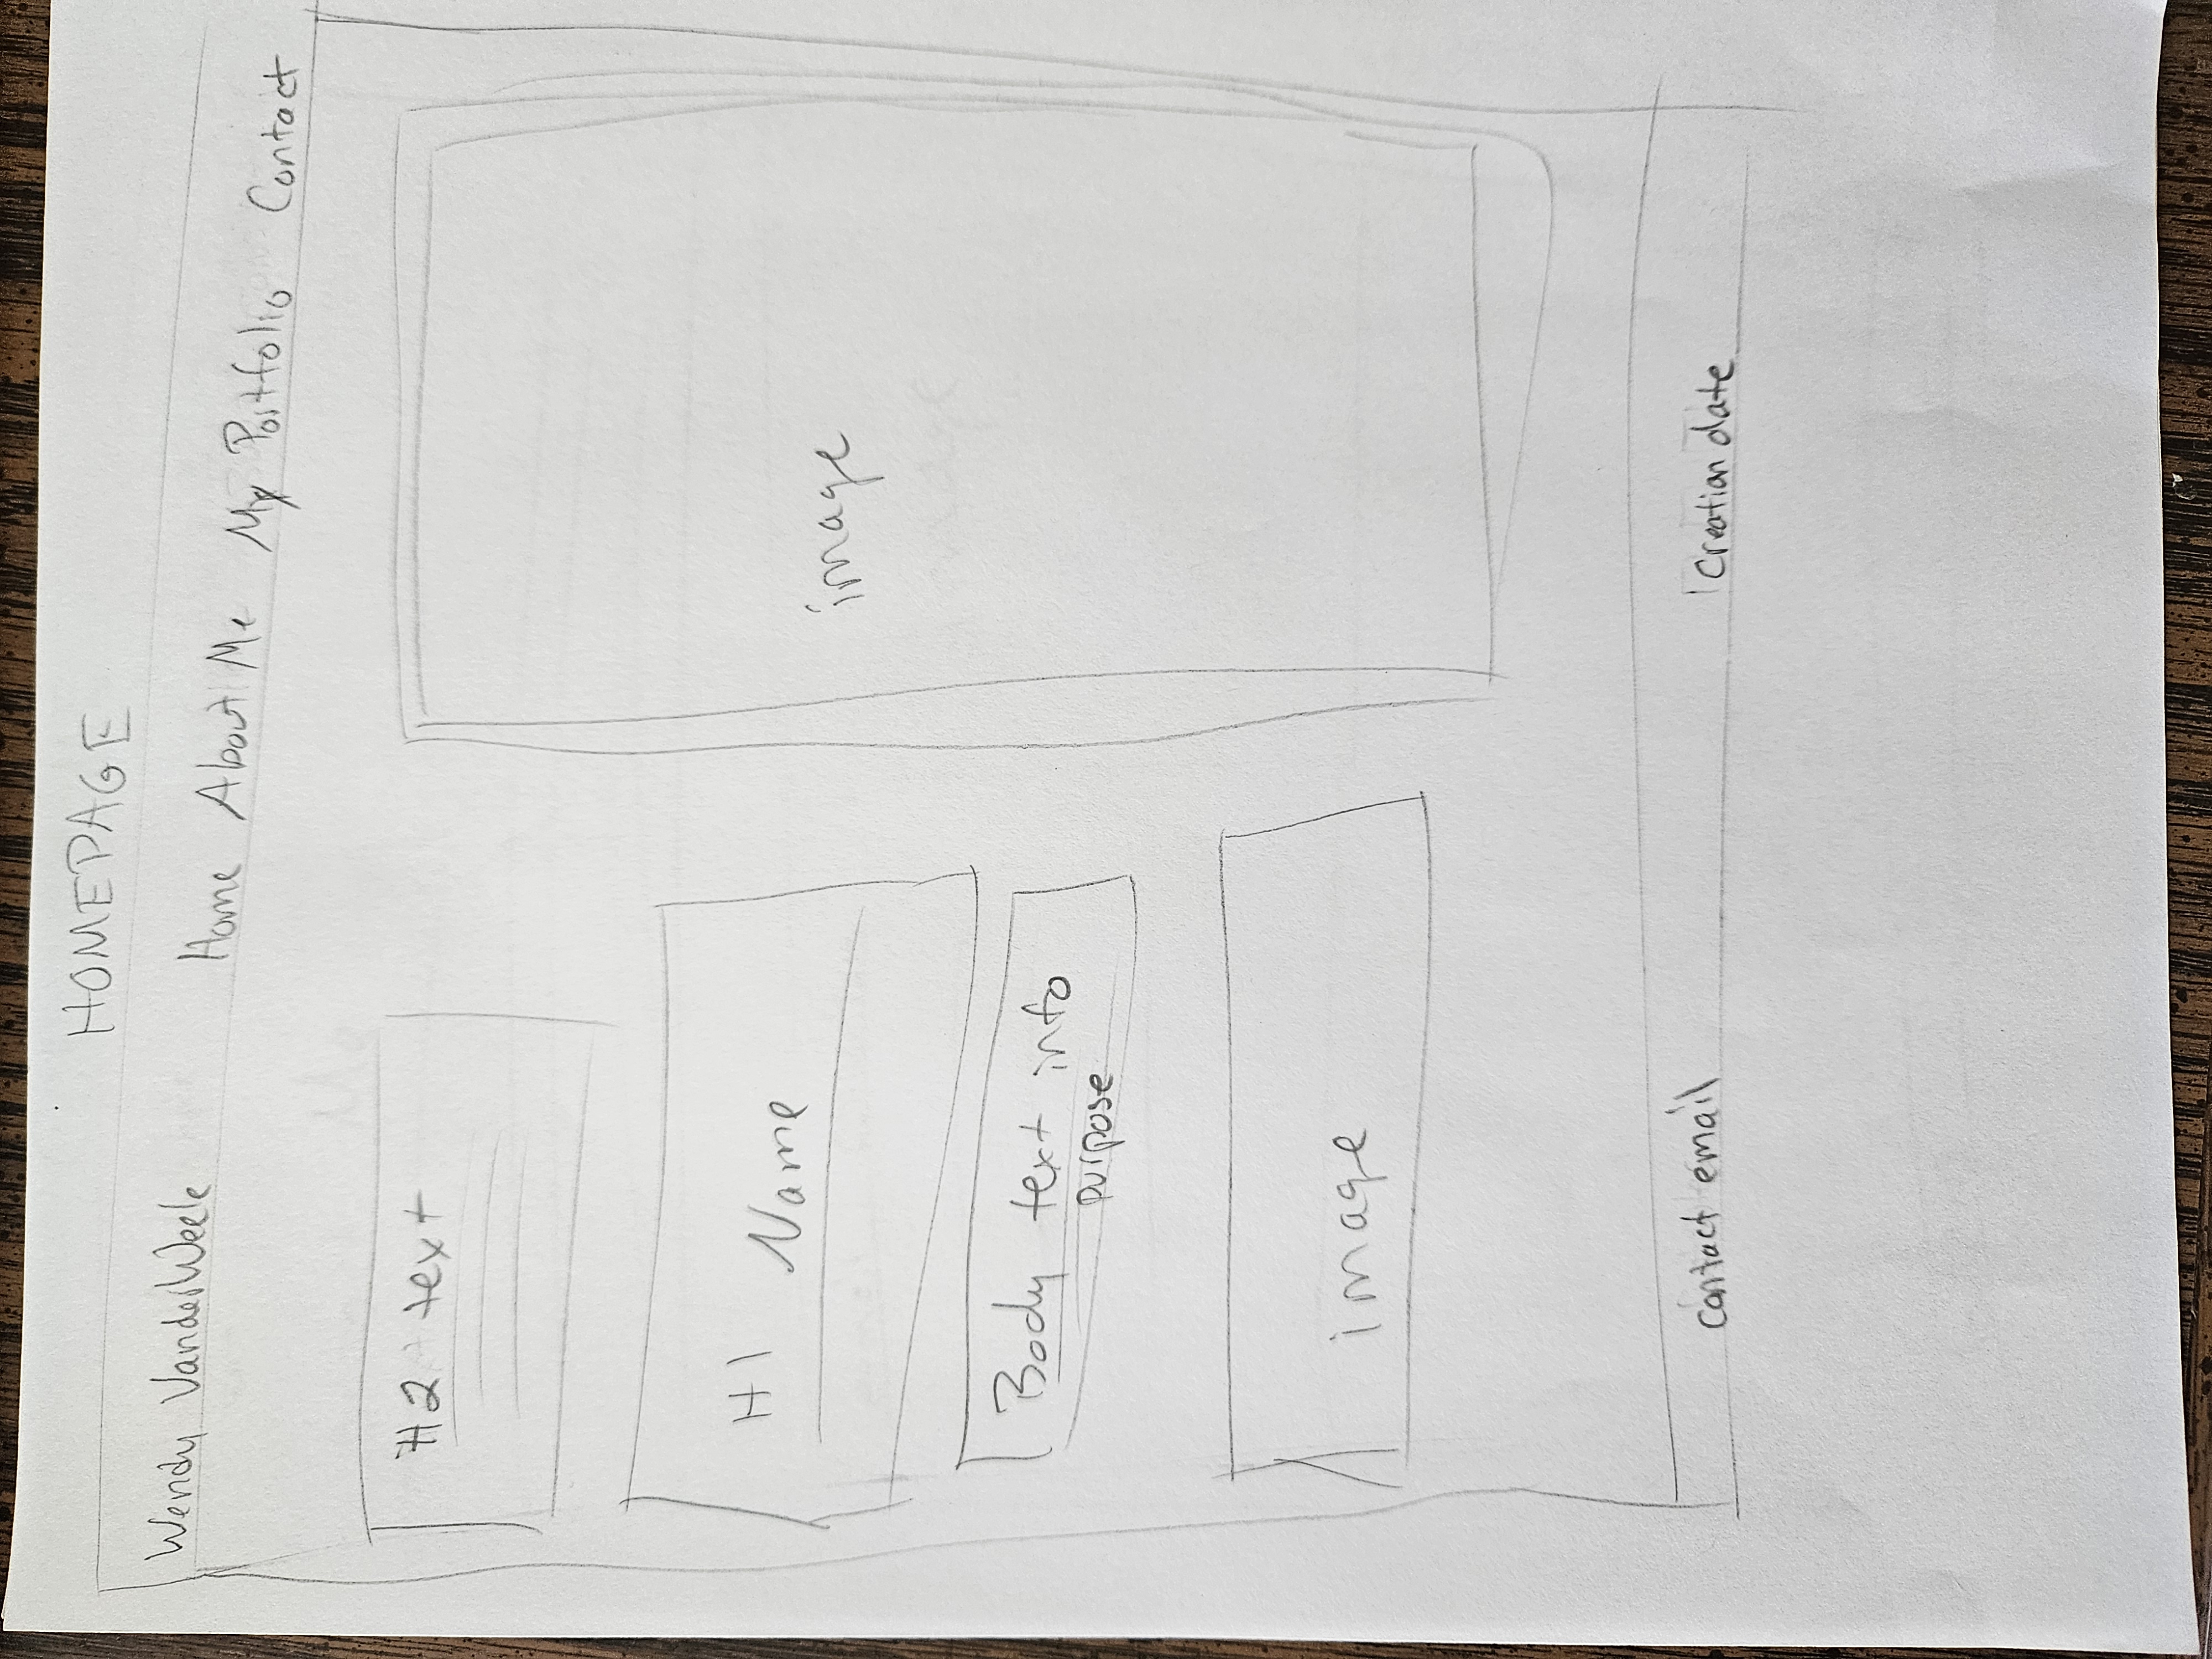 HOMEPAGE
Wendy VanderWeele Home About Me My Portfolio Contact
H2 text
H1 Name
image
Body text info
purpose
image
Contact email Creation date